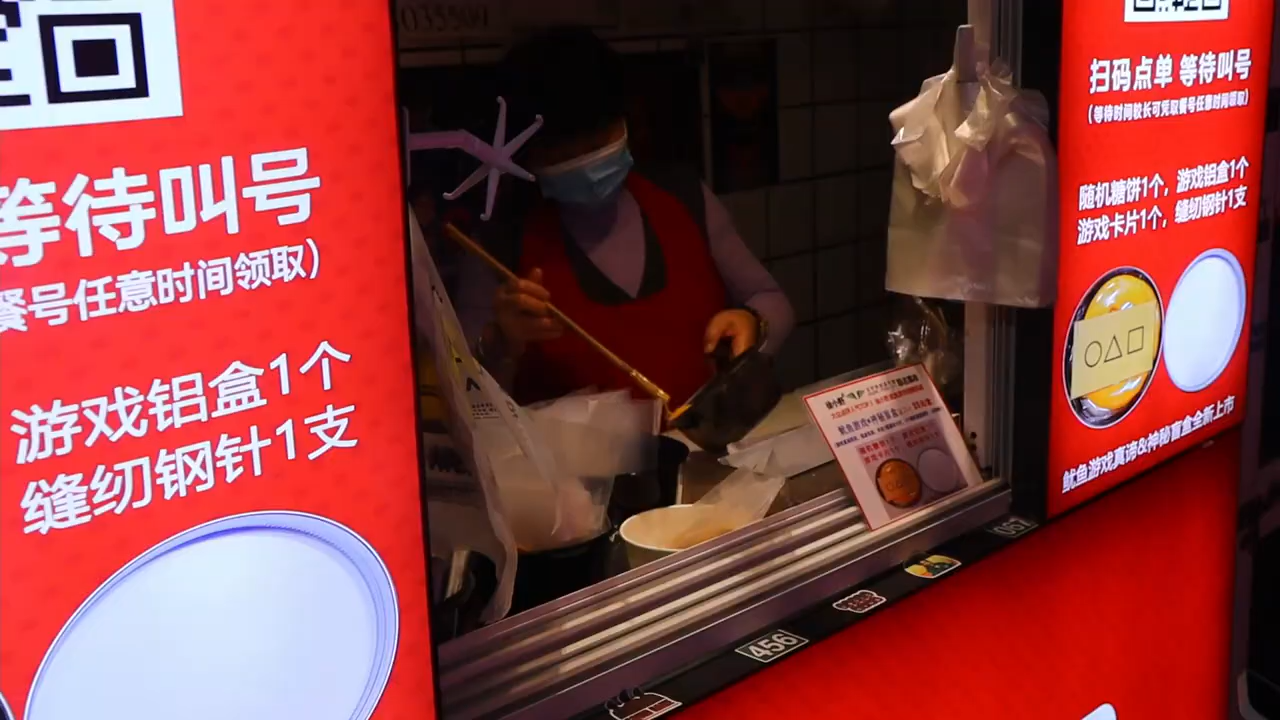 等待叫号
餐号任意时间领取）
游戏铝盒1个
缝纫钢针1支
扫码点单 等待叫号
（等待时间较长可凭取餐号任意时间领取）
随机糖饼1个，游戏铝盒1个
游戏卡片1个，缝纫钢针1支
鱿鱼游戏真谛&神秘盲盒全新上市
456
067